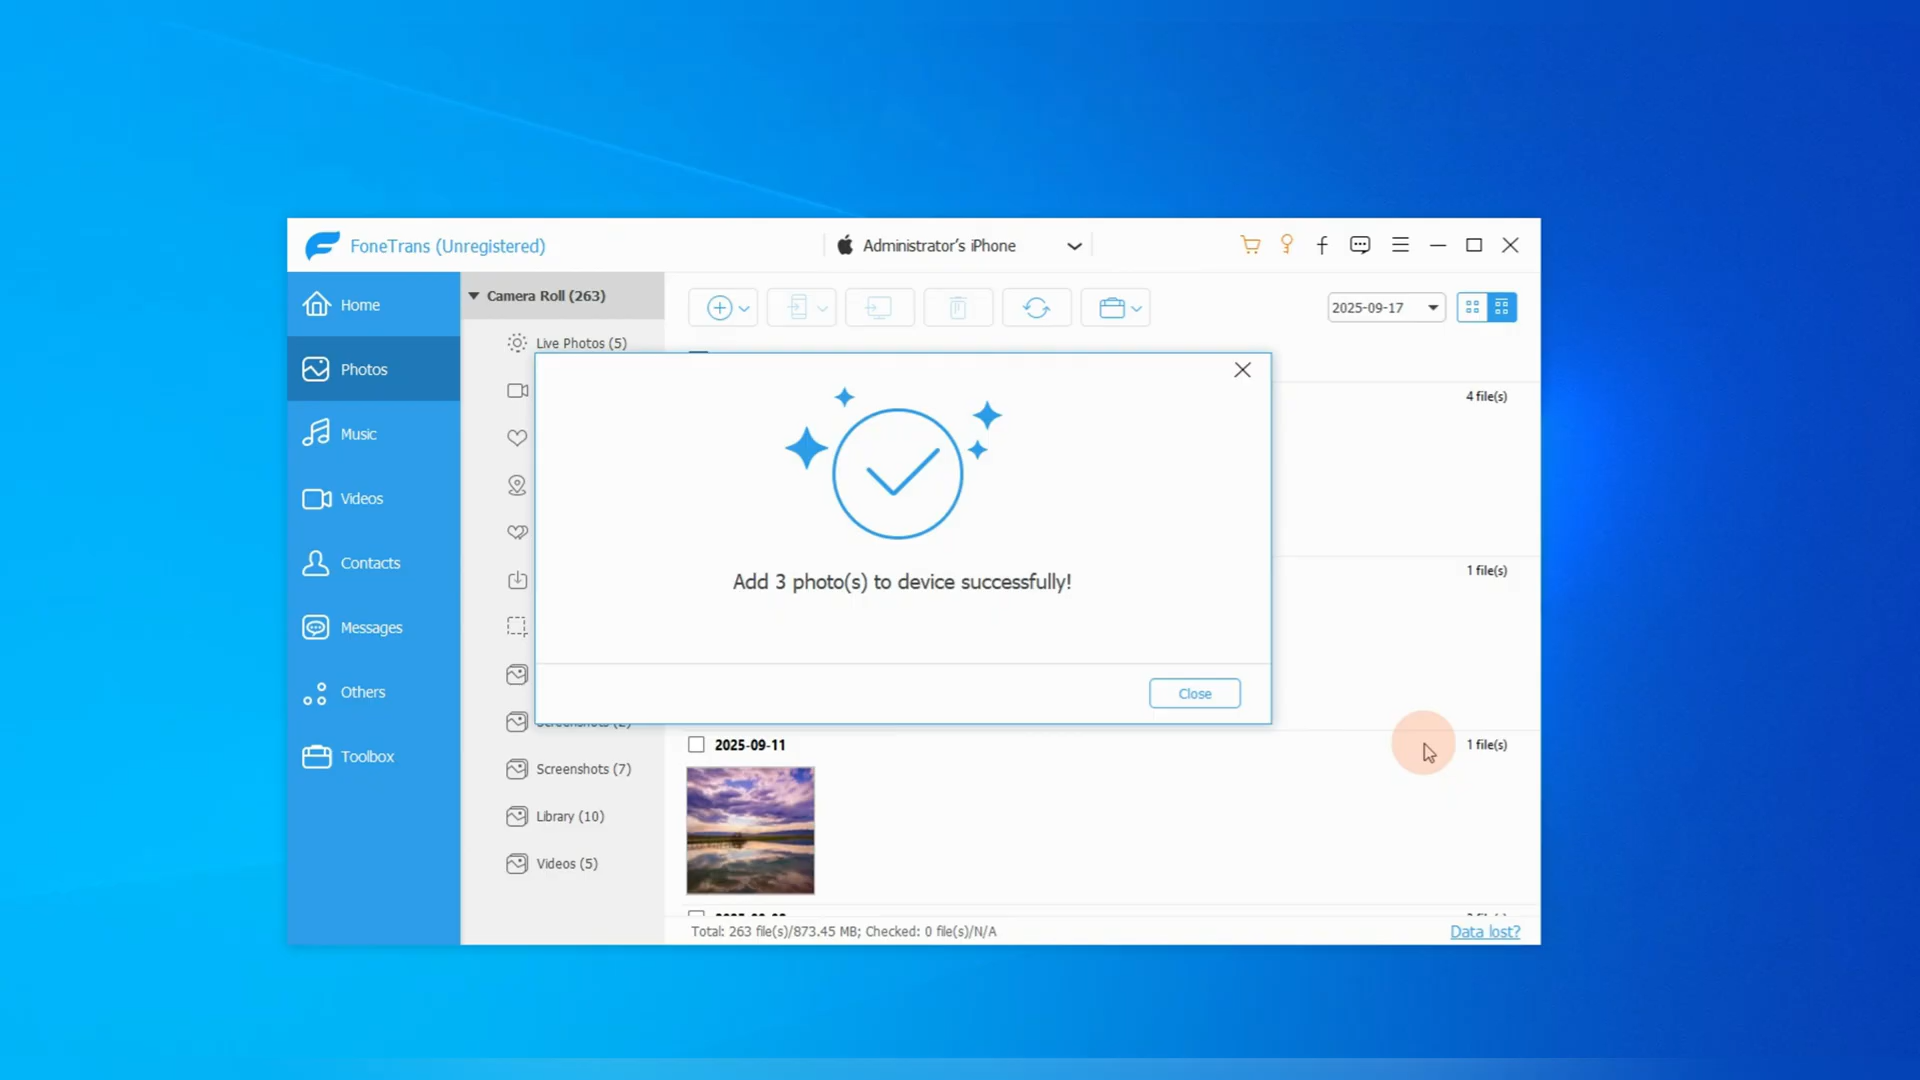 FoneTrans (Unregistered)
Administrator's iPhone
Home
Photos
Music
Videos
Contacts
Messages
Others
Toolbox
Camera Roll (263)
Live Photos (5)
Screenshots (7)
Library (10)
Videos (5)
2025-09-17
4 file(s)
1 file(s)
Add 3 photo(s) to device successfully!
Close
2025-09-11
1 file(s)
Total: 263 file(s)/873.45 MB; Checked: 0 file(s)/N/A
Data lost?